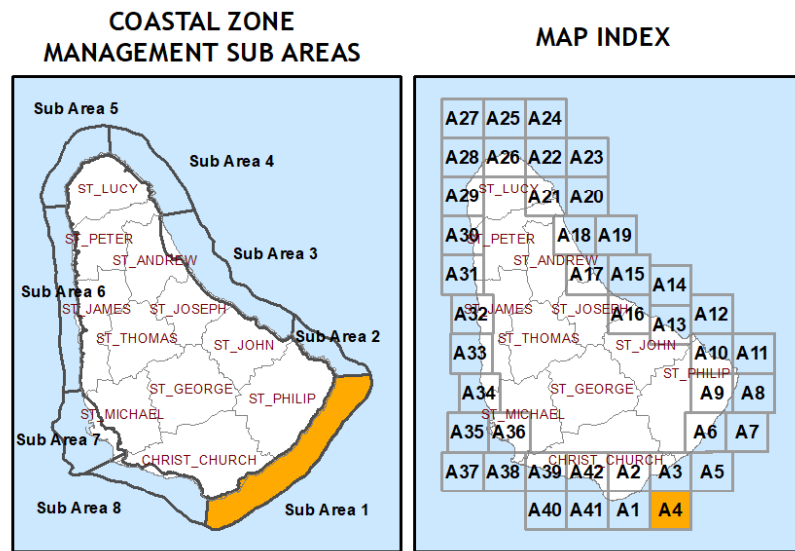 COASTAL ZONE
MANAGEMENT SUB AREAS
Sub Area 5
Sub Area 4
ST_LUCY
Sub Area 3
ST_PETER
ST_ANDREW
Sub Area 6
ST_JAMES
ST_JOSEPH
Sub Area 2
ST_THOMAS
ST_JOHN
ST_GEORGE
ST_PHILIP
ST_MICHAEL
Sub Area 7
CHRIST_CHURCH
Sub Area 8
Sub Area 1
MAP INDEX
A27 A25 A24
A28 A26 A22 A23
ST_LUCY
A29 A21 A20
A30 A18 A19
ST_PETER
ST_ANDREW
A31 A17 A15
A14
A32 A16 A13 A12
ST_JAMES ST_JOSEPH
ST_THOMAS ST_JOHN
A33 A10 A11
ST_PHILIP
ST_GEORGE
A34 A9 A8
ST_MICHAEL
A35 A36 A6 A7
CHRIST_CHURCH
A37 A38 A39 A42 A2 A3 A5
A40 A41 A1 A4